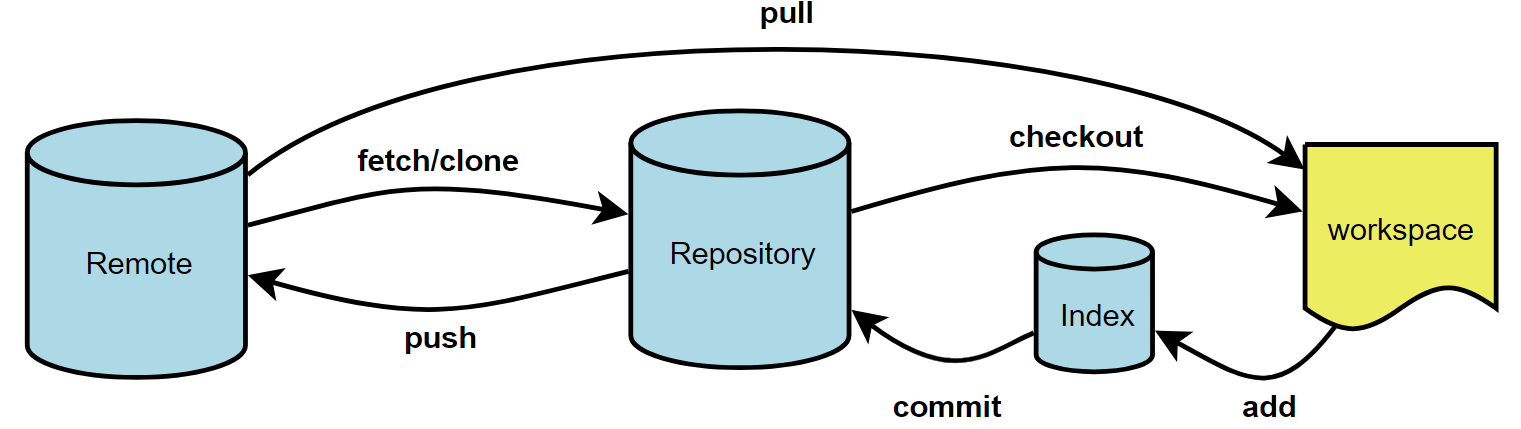 pull
fetch/clone
checkout
Remote
Repository
workspace
Index
push
commit
add